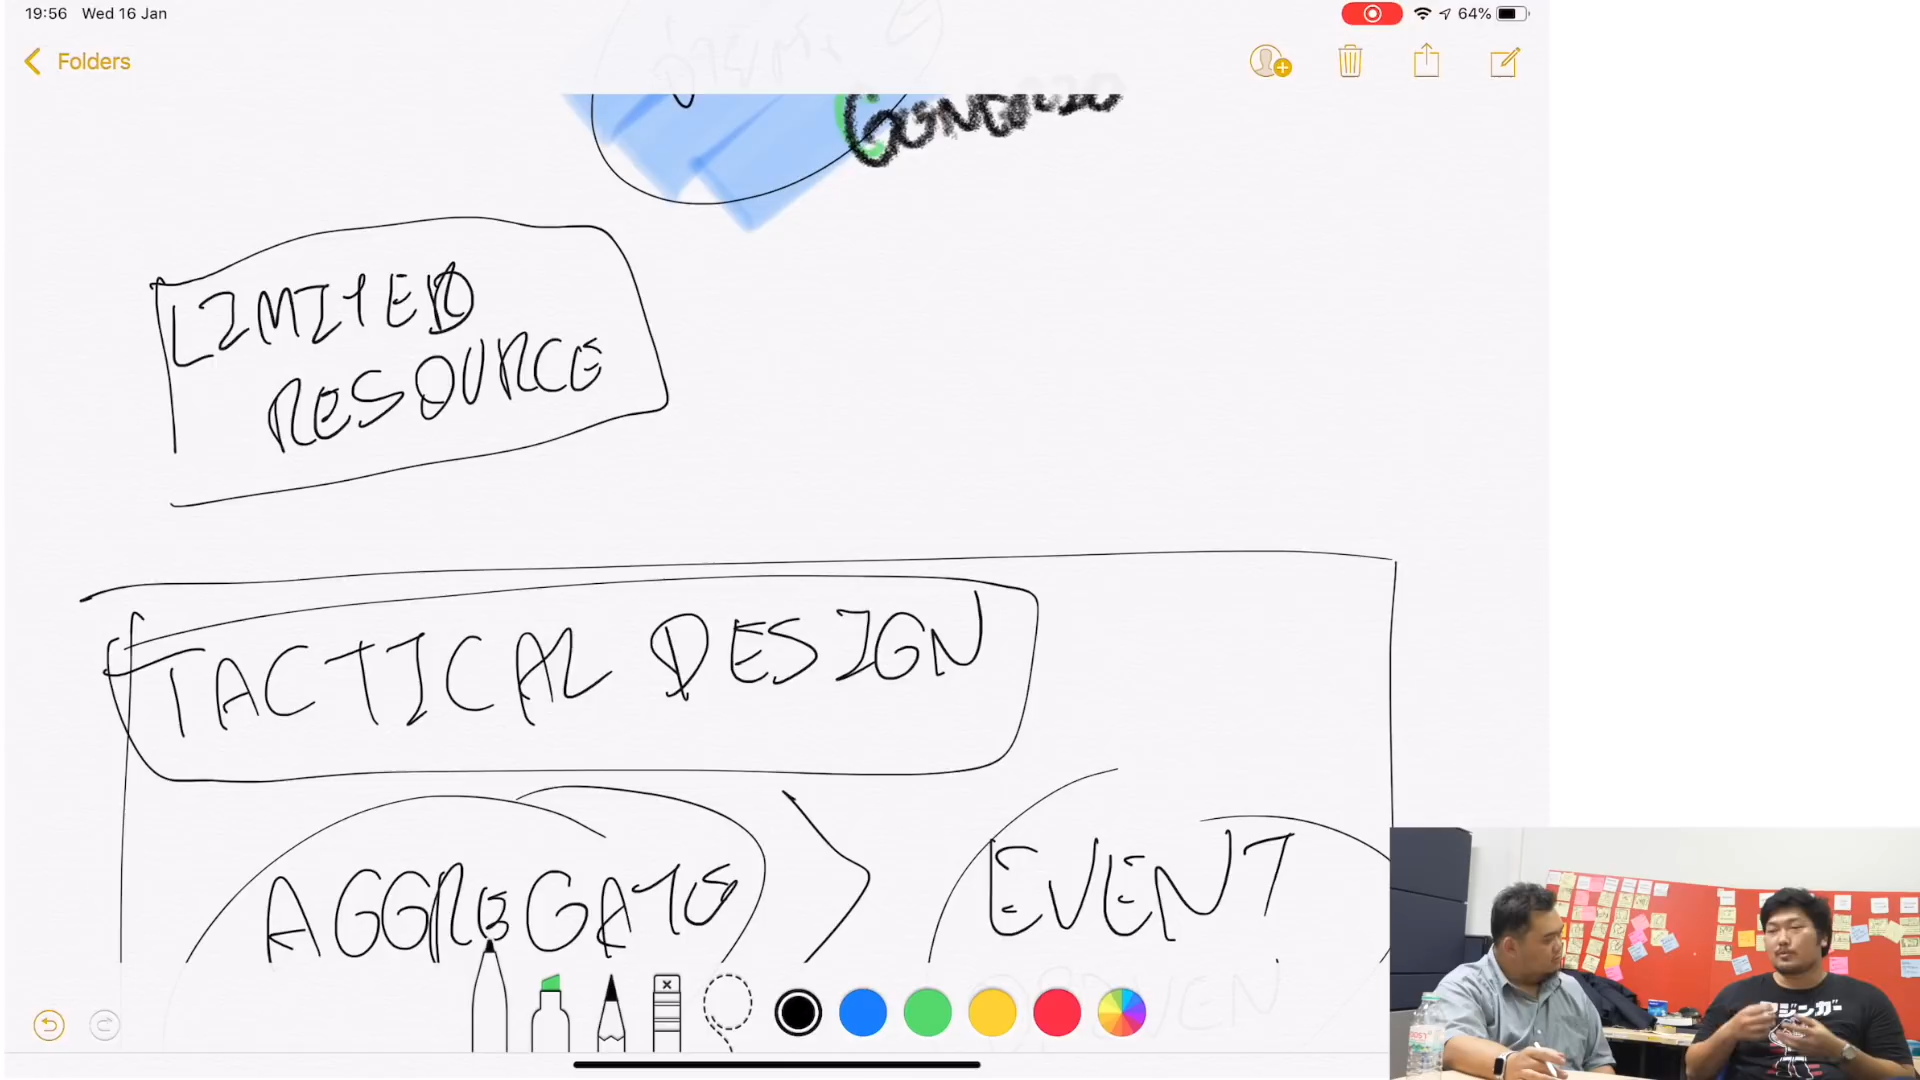 19:56 Wed 16 Jan
64%
Folders
LIMITED
RESOURCE
TACTICAL DESIGN
AGGREGATE
EVENT